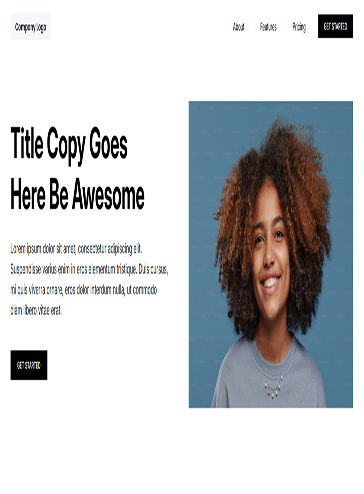 Company logo
About Features Pricing GET STARTED
Title Copy Goes
Here Be Awesome
Lorem ipsum dolor sit amet, consectetur adipiscing elit.
Suspendisse varius enim in eros elementum tristique. Duis cursus,
mi quis viverra ornare, eros dolor interdum nulla, ut commodo
diam libero vitae erat.
GET STARTED